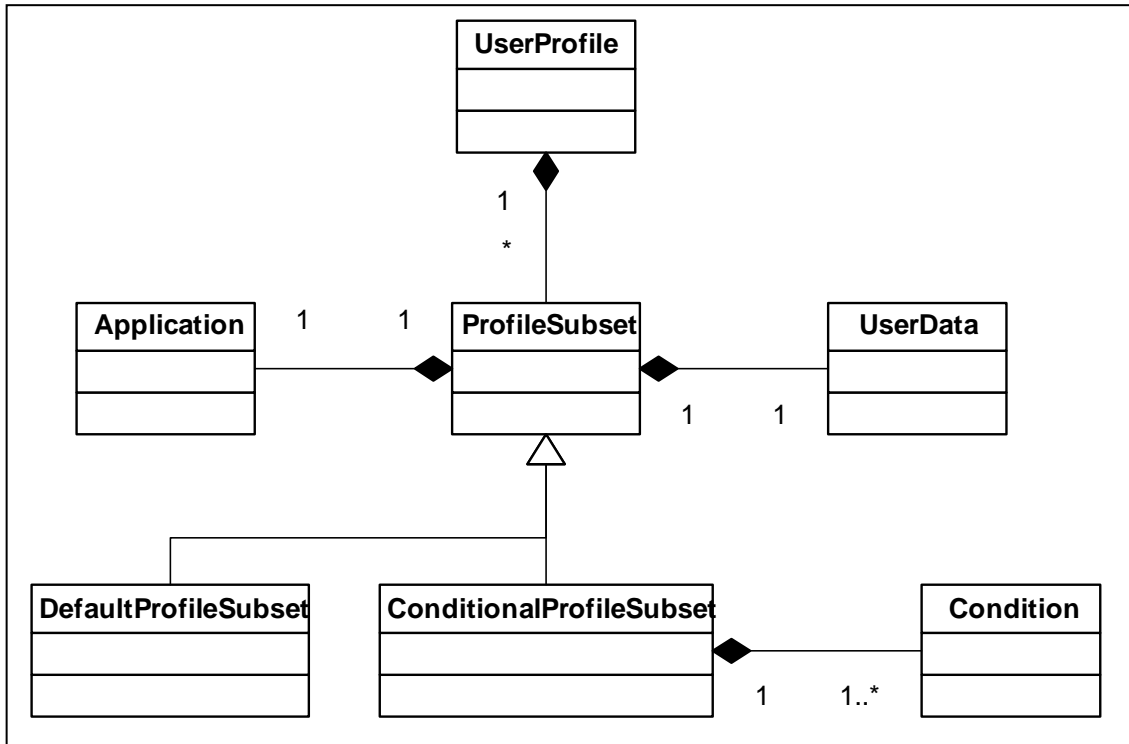 UserProfile
1
*
Application
1
1
ProfileSubset
UserData
1
1
DefaultProfileSubset
ConditionalProfileSubset
Condition
1
1..*